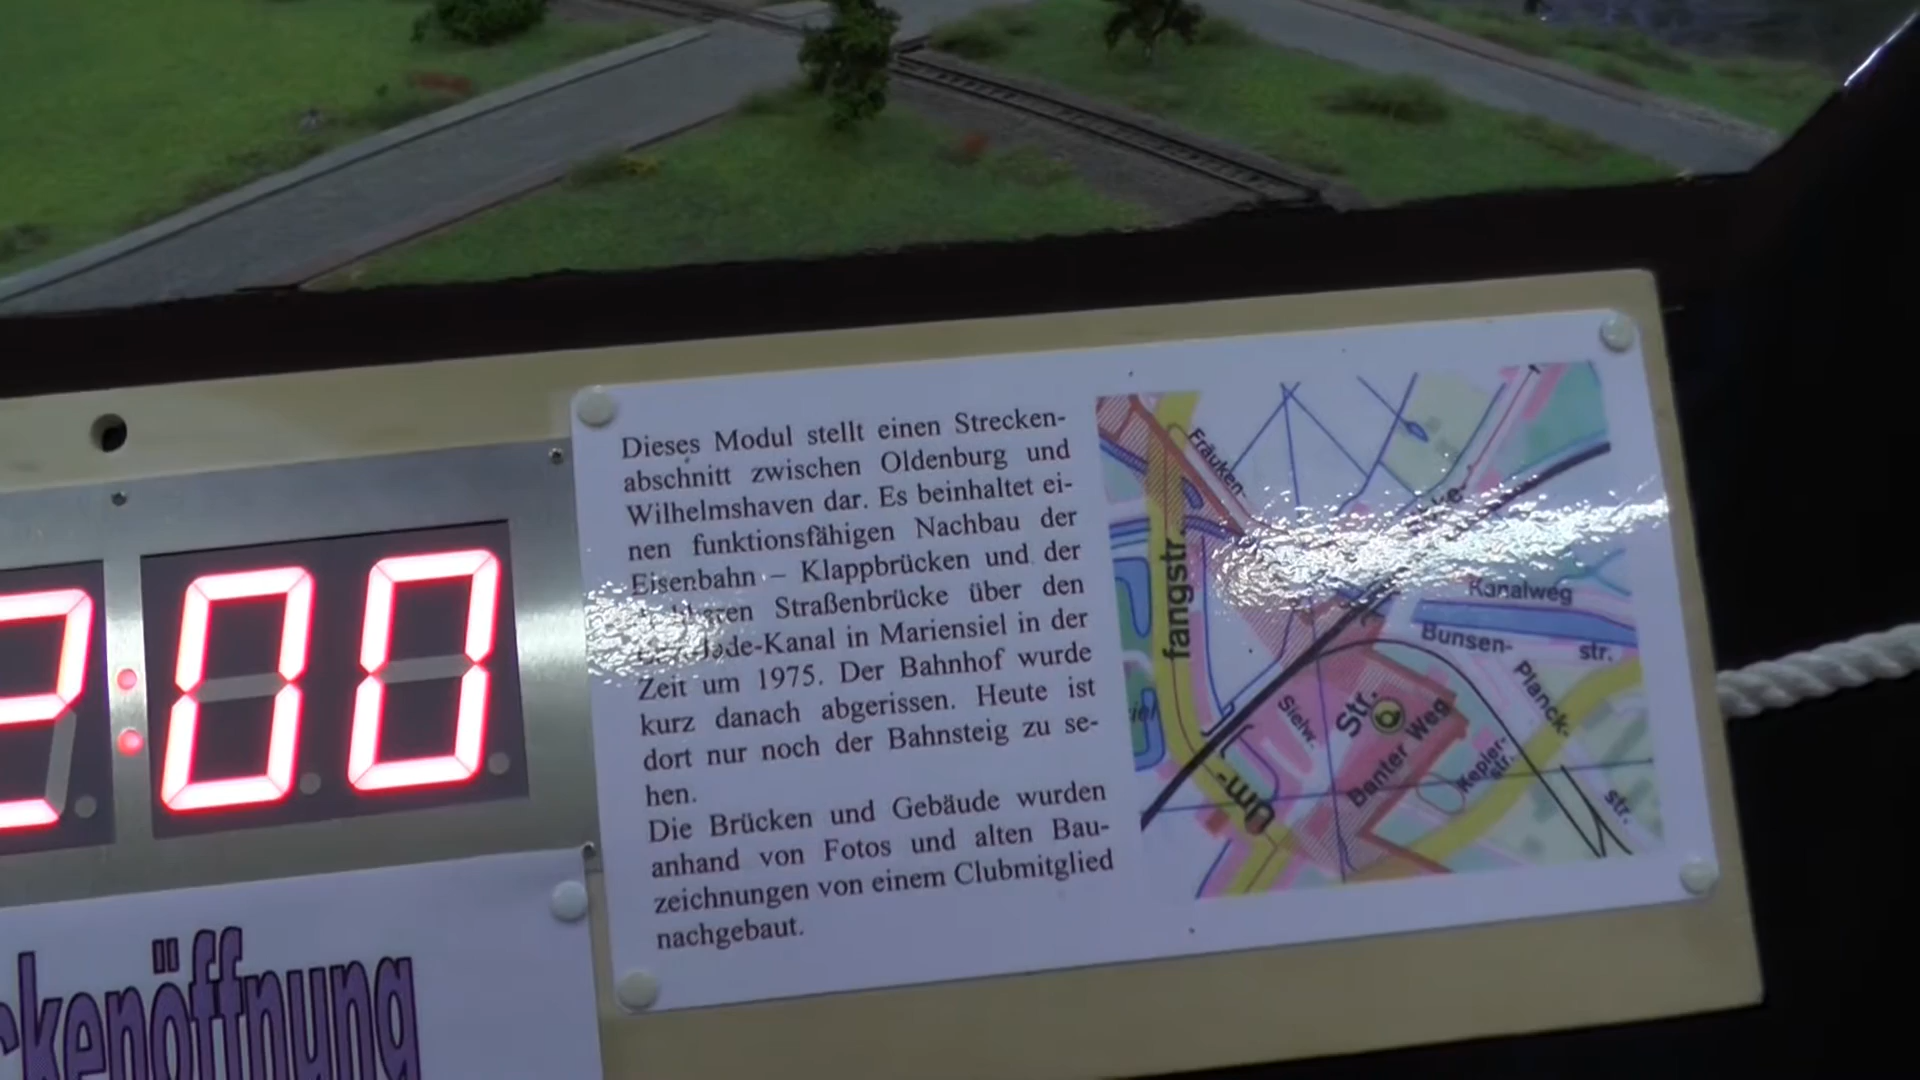 Dieses Modul stellt einen Strecken-
abschnitt zwischen Oldenburg und
Wilhelmshaven dar. Es beinhaltet ei-
nen funktionsfähigen Nachbau der
Eisenbahn – Klappbrücken und der
Straßenbrücke über den
Jade-Kanal in Mariensiel in der
Zeit um 1975. Der Bahnhof wurde
kurz danach abgerissen. Heute ist
dort nur noch der Bahnsteig zu se-
hen.
Die Brücken und Gebäude wurden
anhand von Fotos und alten Bau-
zeichnungen von einem Clubmitglied
nachgebaut.
Fräuken-
fangstr.
Kanalweg
Bunsen-
str.
Planck-
str.
Sielw.
Str.
Banter Weg
Kepler-
str.
Um-
siel
2:00
ckenöffnung